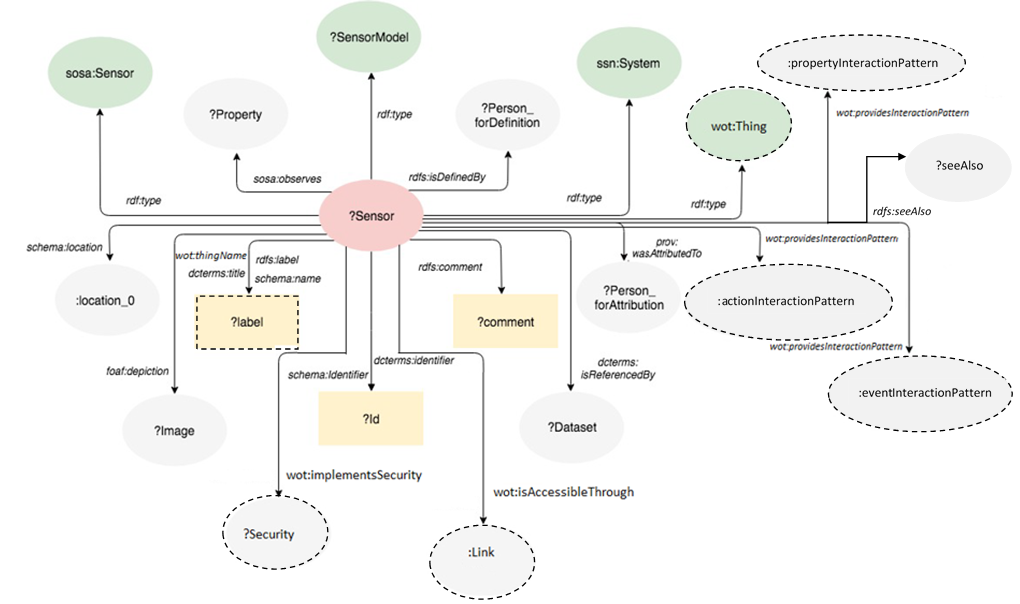 ?SensorModel
:propertyInteractionPattern
sosa:Sensor
ssn:System
?Property
?Person_
forDefinition
rdf:type
wot:Thing
wot:providesInteractionPattern
?seeAlso
sosa:observes
rdfs:isDefinedBy
rdf:type
rdf:type
rdf:type
rdfs:seeAlso
?Sensor
schema:location
wot:thingName
rdfs:label
dcterms:title
schema:name
rdfs:comment
prov:
wasAttributedTo
wot:providesInteractionPattern
:location_0
?label
?comment
?Person_
forAttribution
:actionInteractionPattern
wot:providesInteractionPattern
foaf:depiction
schema:Identifier
dcterms:identifier
dcterms:
isReferencedBy
:eventInteractionPattern
?Image
?Id
?Dataset
wot:implementsSecurity
wot:isAccessibleThrough
?Security
:Link